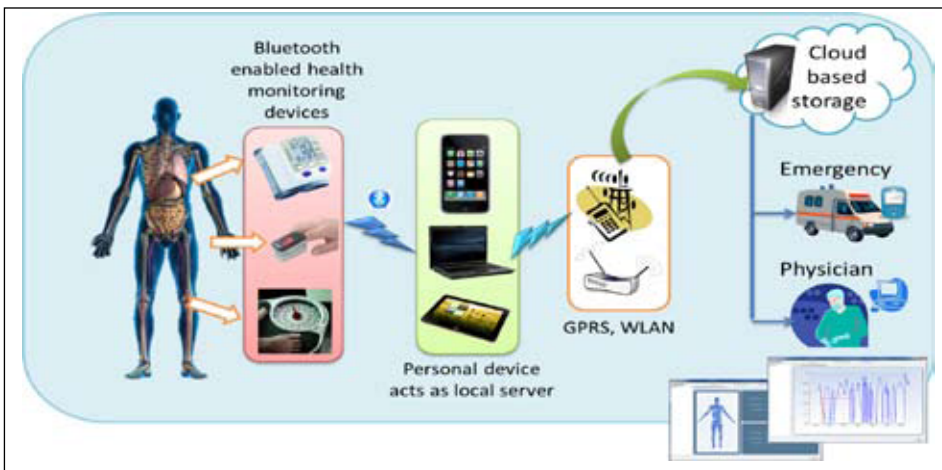 Bluetooth
enabled health
monitoring
devices
Personal device
acts as local server
GPRS, WLAN
Cloud
based
storage
Emergency
Physician